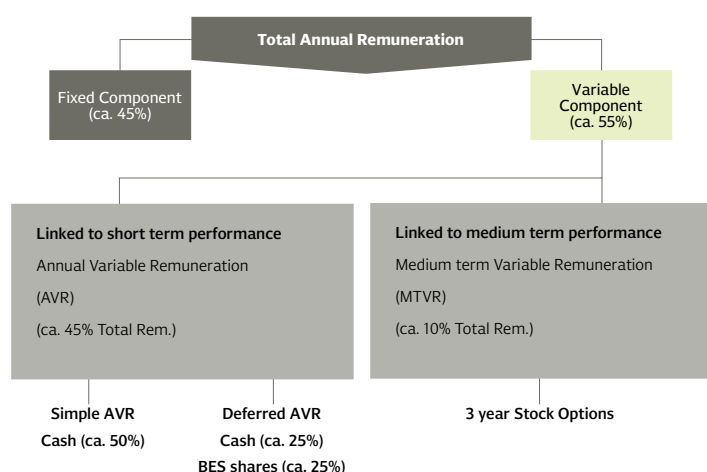 Total Annual Remuneration
Fixed Component
(ca. 45%)
Variable
Component
(ca. 55%)
Linked to short term performance
Annual Variable Remuneration
(AVR)
(ca. 45% Total Rem.)
Linked to medium term performance
Medium term Variable Remuneration
(MTVR)
(ca. 10% Total Rem.)
Simple AVR
Cash (ca. 50%)
Deferred AVR
Cash (ca. 25%)
BES shares (ca. 25%)
3 year Stock Options